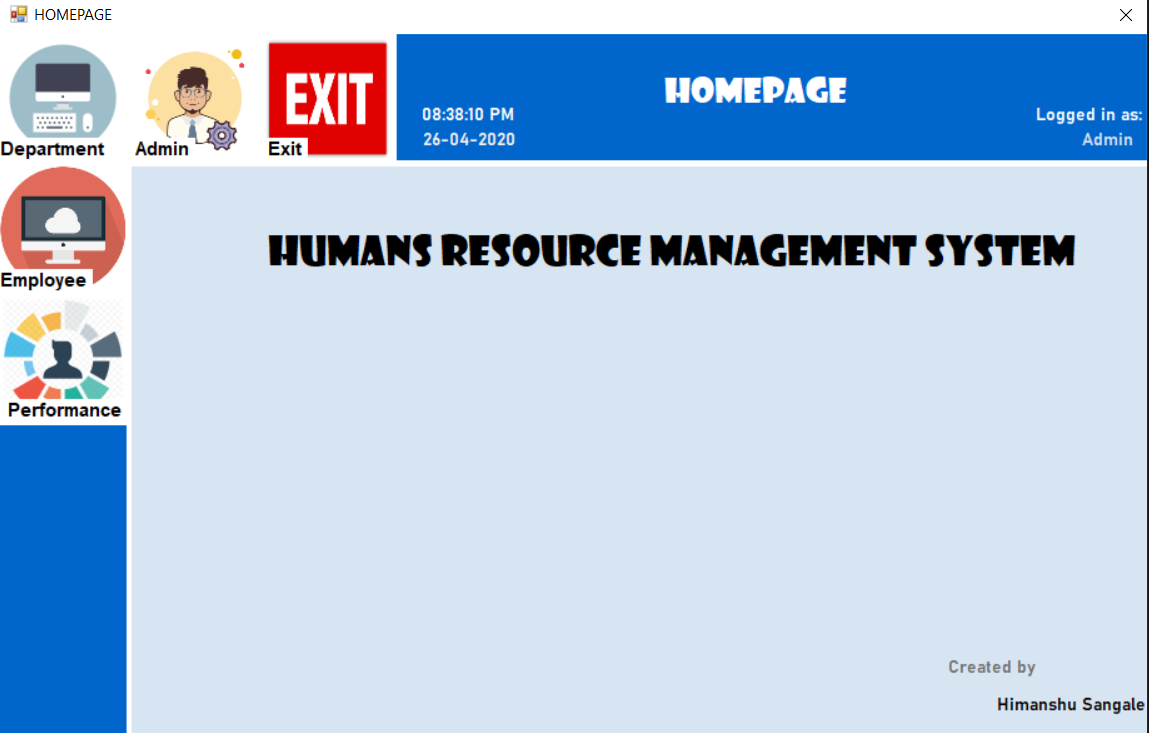 HOMEPAGE
EXIT
Department
Admin
Exit
HOMEPAGE
08:38:10 PM
26-04-2020
Logged in as:
Admin
Employee
Performance
HUMANS RESOURCE MANAGEMENT SYSTEM
Created by
Himanshu Sangale